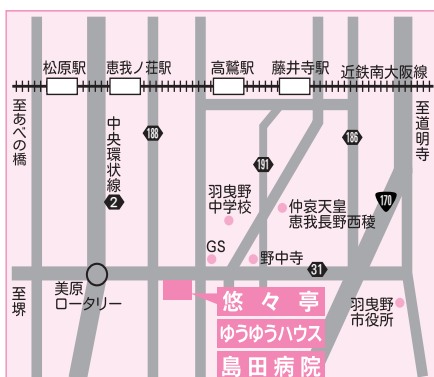 松原駅
恵我ノ荘駅
高鷲駅
藤井寺駅
近鉄南大阪線
至あべの橋
至道明寺
中央環状線
2
188
191
186
170
羽曳野
中学校
仲哀天皇
恵我長野西稜
GS
野中寺
31
美原
ロータリー
至堺
羽曳野
市役所
悠々亭
ゆうゆうハウス
島田病院